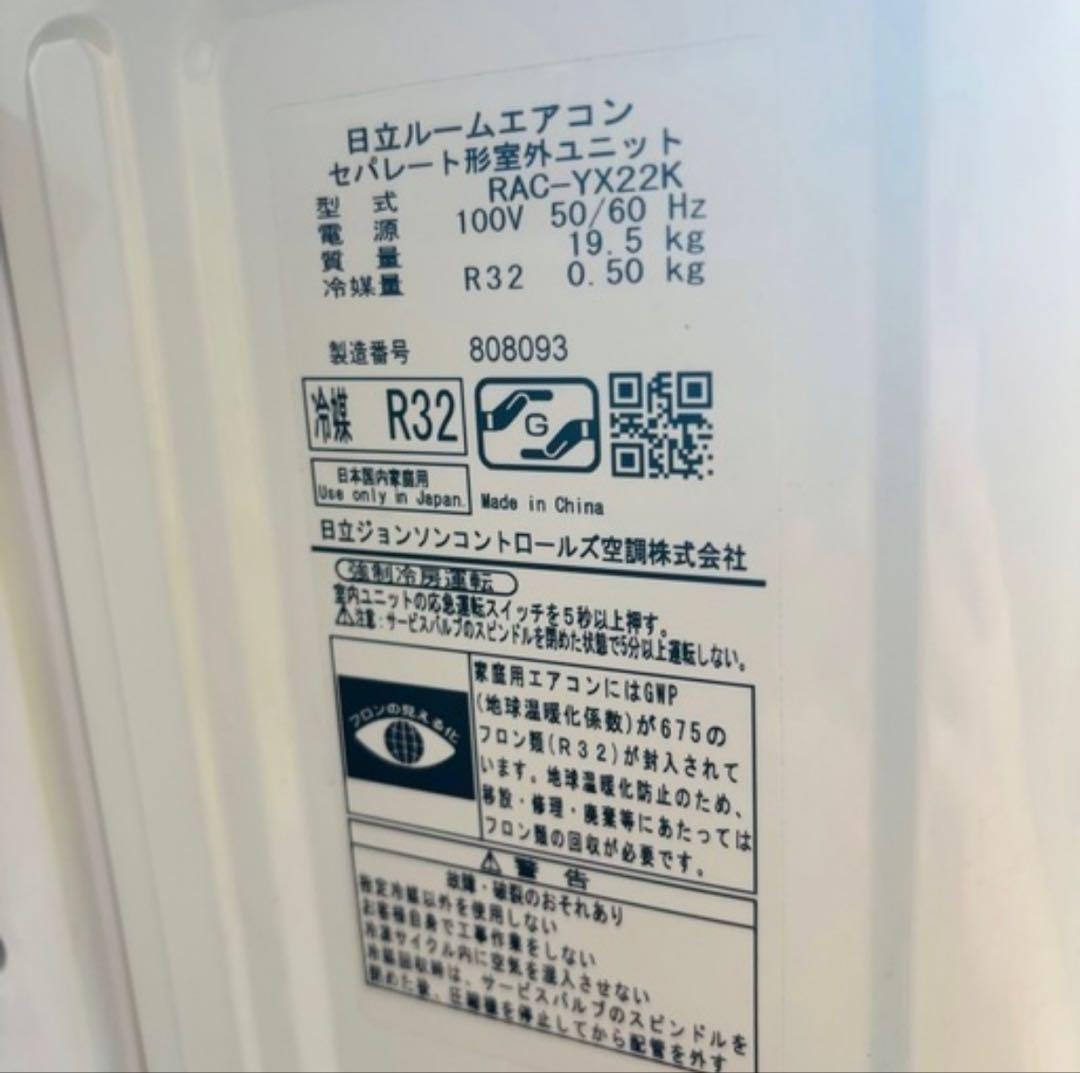 日立ルームエアコン
セパレート形室外ユニット
型 式 RAC-YX22K
電 源 100V 50/60 Hz
質 量 19.5 kg
冷媒量 R32 0.50 kg
製造番号 808093
冷媒 R32
G
日本国内家庭用
Use only in Japan.
Made in China
日立ジョンソンコントロールズ空調株式会社
強制冷房運転
室内ユニットの応急運転スイッチを5秒以上押す。
⚠注意:サービスバルブのスピンドルを閉めた状態で5分以上運転しない。
フロンの見える化
家庭用エアコンにはGWP
(地球温暖化係数)が675の
フロン類(R32)が封入されて
います。地球温暖化防止のため、
移設・修理・廃棄等にあたっては
フロン類の回収が必要です。
⚠警 告
故障・破裂のおそれあり
指定冷媒以外を使用しない
お客様自身で工事作業をしない
冷凍サイクル内に空気を混入させない
冷媒回収時は、サービスバルブのスピンドルを
閉めた後、圧縮機を停止してから配管を外す